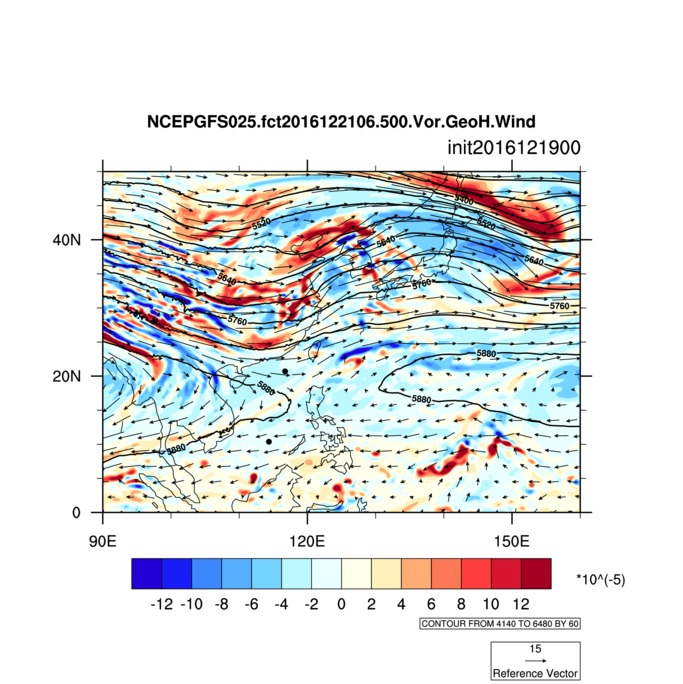 NCEPGFS025.fct2016122106.500.Vor.GeoH.Wind
init2016121900
5400
5520
5520
40N
5640
5640
5640
5760
5760
5760
5880
20N
5880
5880
5880
0
90E 120E 150E
-12 -10 -8 -6 -4 -2 0 2 4 6 8 10 12
*10^(-5)
CONTOUR FROM 4140 TO 6480 BY 60
15
Reference Vector